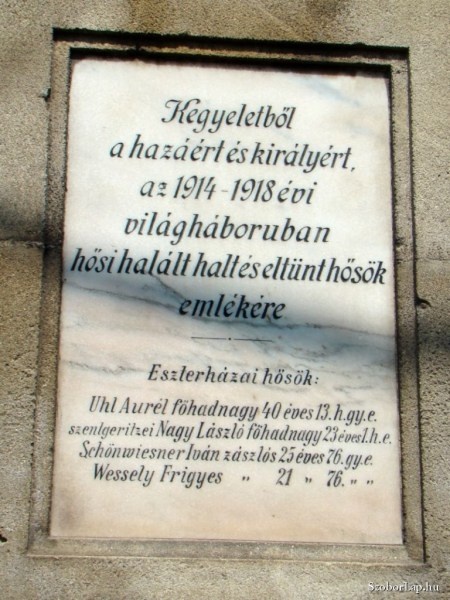 Kegyeletből
a hazáért és királyért,
az 1914-1918 évi
világháboruban
hősi halált halt és eltünt hősök
emlékére
Eszterházai hősök:
Uhl Aurél főhadnagy 40 éves 13. h. gy. e.
szentgeritzei Nagy László főhadnagy 23 éves 1. h. e.
Schönwiesner Iván zászlós 25 éves 76. gy. e.
Wessely Frigyes " 21 " 76. " "
SzoborLap.hu